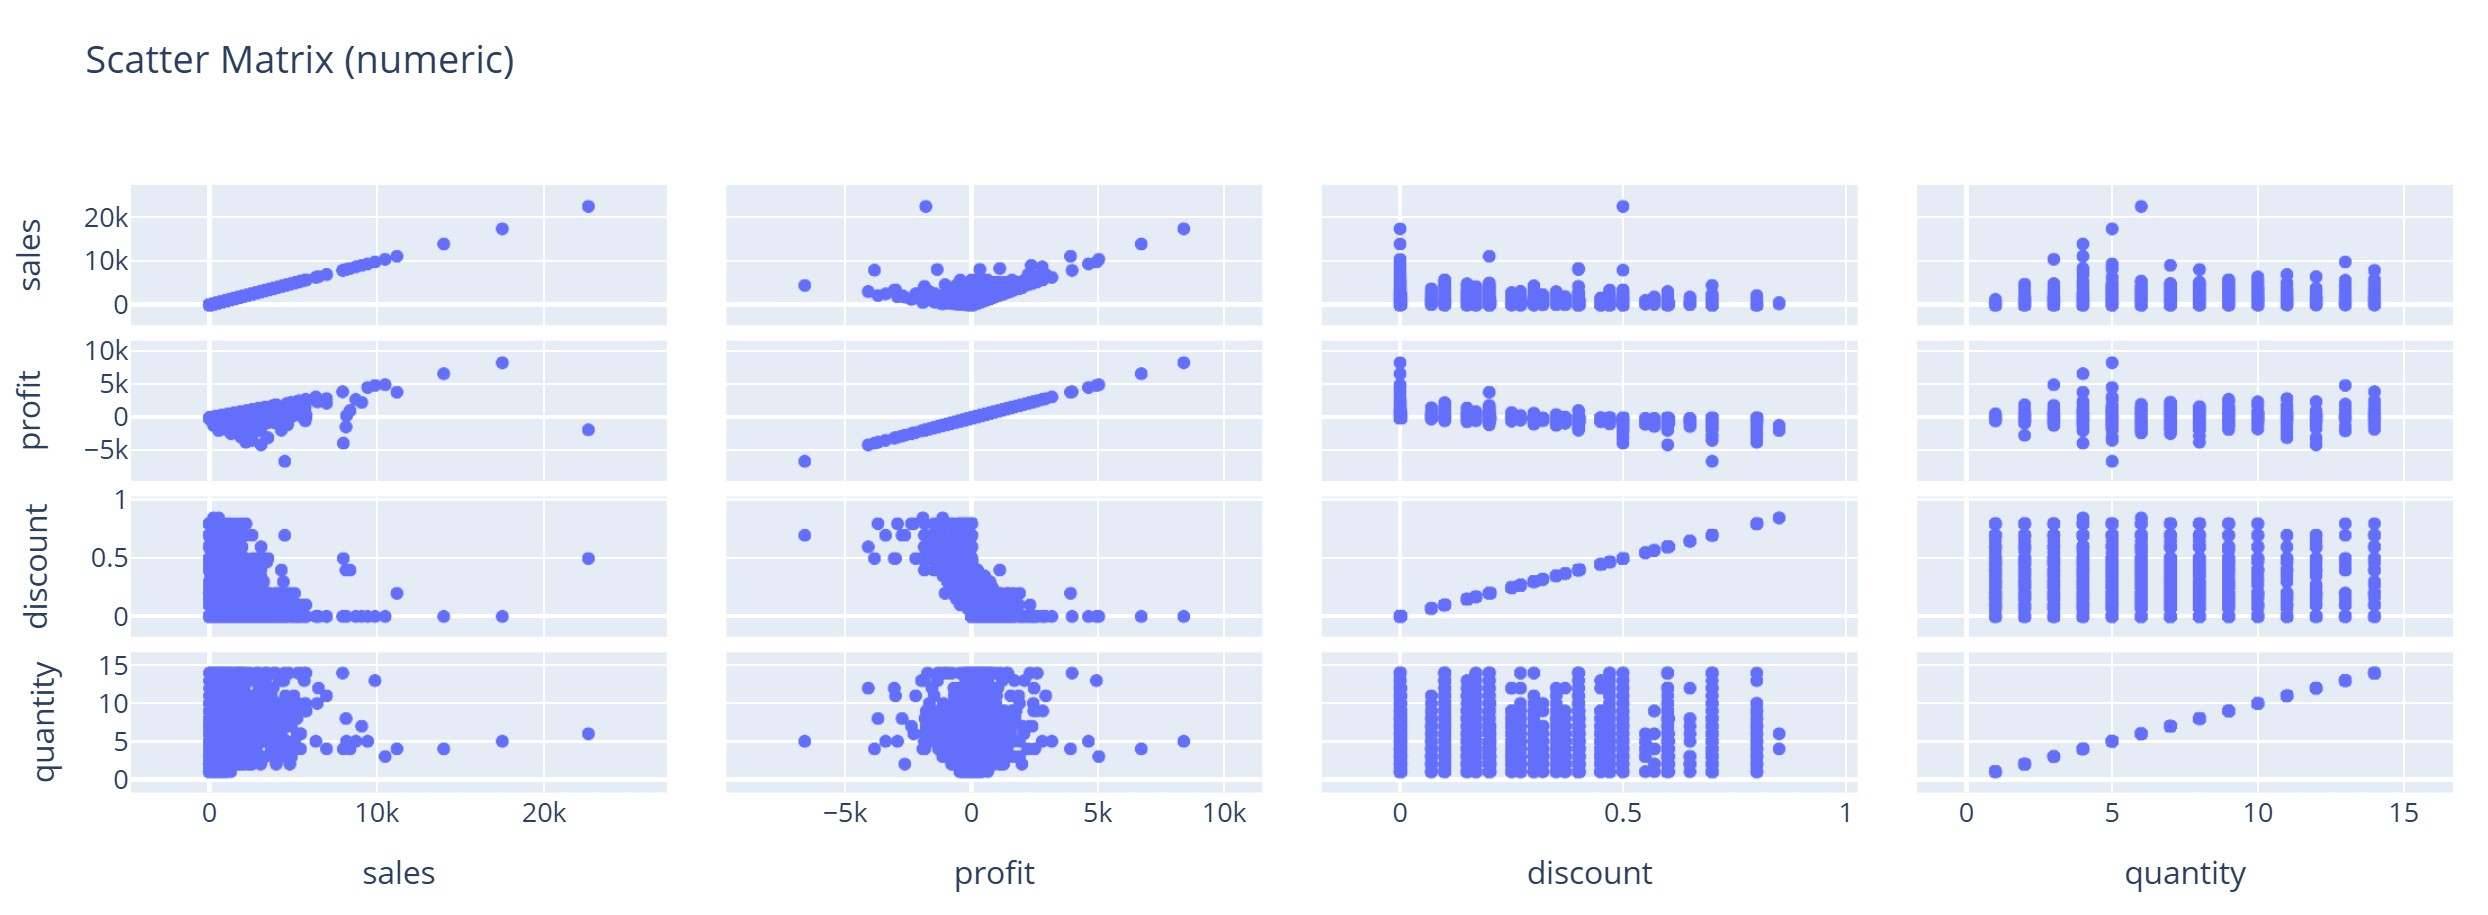 Scatter Matrix (numeric)
sales
20k
10k
0
profit
10k
5k
0
−5k
discount
1
0.5
0
quantity
15
10
5
0
0 10k 20k −5k 0 5k 10k 0 0.5 1 0 5 10 15
sales profit discount quantity